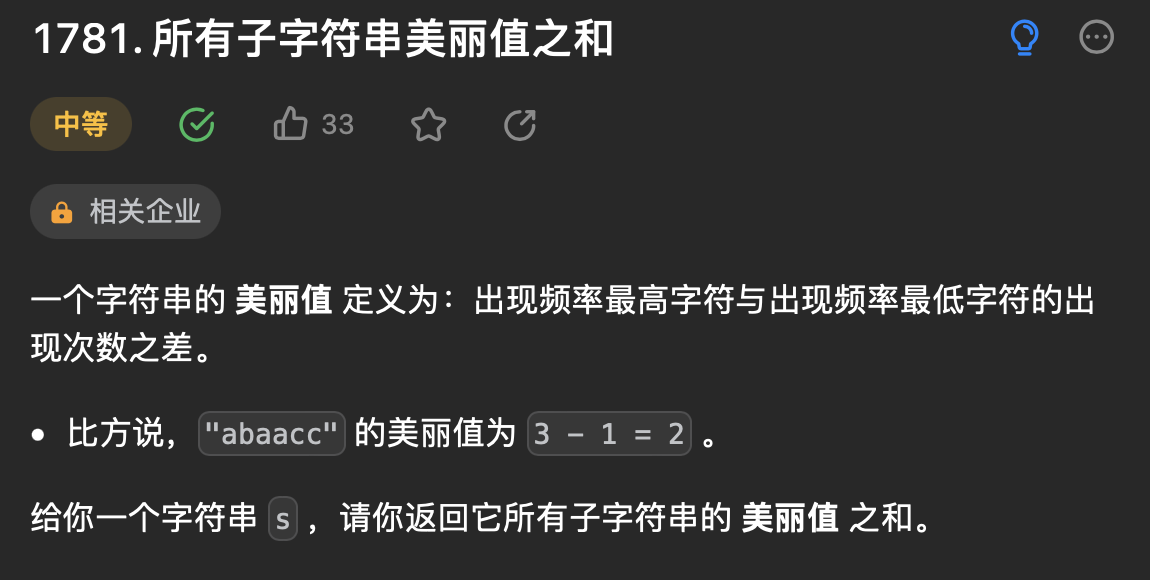 1781. 所有子字符串美丽值之和
中等 33
相关企业
一个字符串的 美丽值 定义为：出现频率最高字符与出现频率最低字符的出
现次数之差。
• 比方说，"abaacc" 的美丽值为 3 - 1 = 2 。
给你一个字符串 s ，请你返回它所有子字符串的 美丽值 之和。